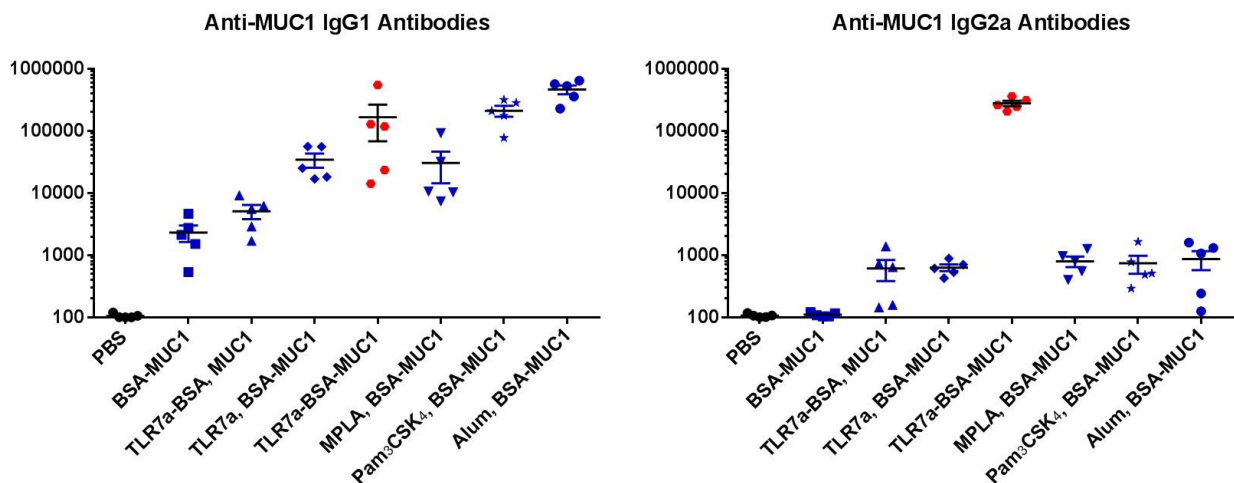 Anti-MUC1 IgG1 Antibodies
1000000
100000
10000
1000
100
PBS
BSA-MUC1
TLR7a-BSA, MUC1
TLR7a, BSA-MUC1
TLR7a-BSA-MUC1
MPLA, BSA-MUC1
Pam₃CSK₄, BSA-MUC1
Alum, BSA-MUC1
Anti-MUC1 IgG2a Antibodies
1000000
100000
10000
1000
100
PBS
BSA-MUC1
TLR7a-BSA, MUC1
TLR7a, BSA-MUC1
TLR7a-BSA-MUC1
MPLA, BSA-MUC1
Pam₃CSK₄, BSA-MUC1
Alum, BSA-MUC1